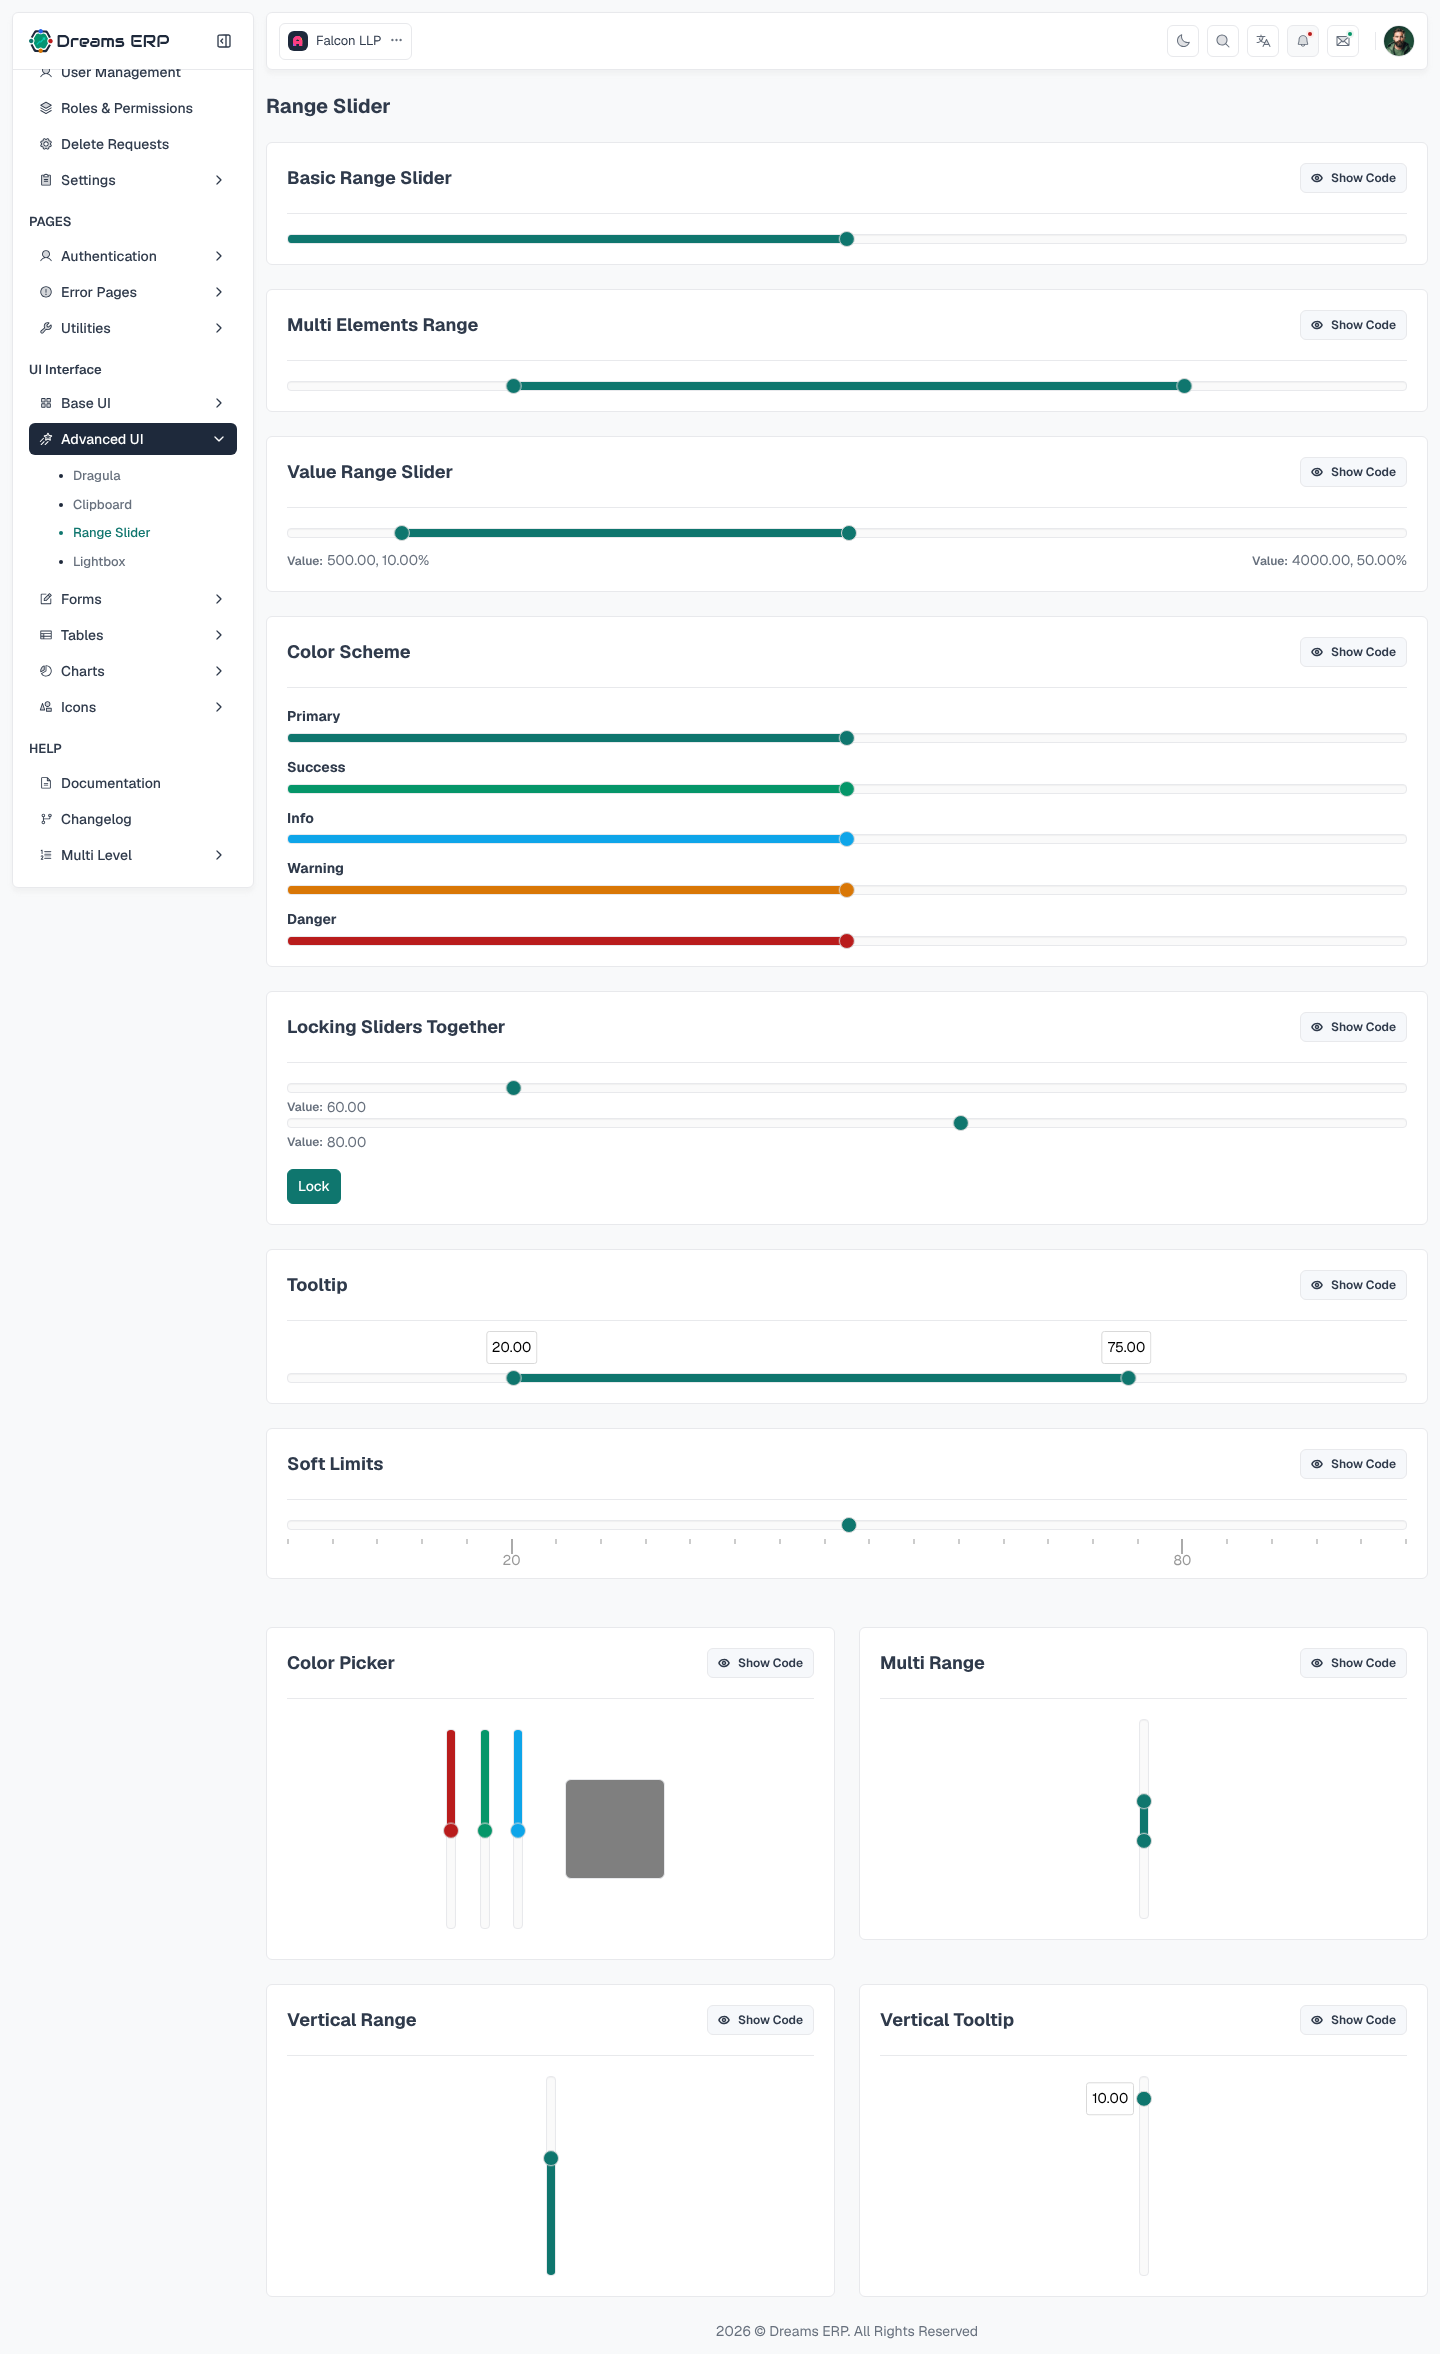 Dreams ERP
User Management
Roles & Permissions
Delete Requests
Settings
PAGES
Authentication
Error Pages
Utilities
UI Interface
Base UI
Advanced UI
Dragula
Clipboard
Range Slider
Lightbox
Forms
Tables
Charts
Icons
HELP
Documentation
Changelog
Multi Level
Falcon LLP
Range Slider
Basic Range Slider
Show Code
Multi Elements Range
Show Code
Value Range Slider
Show Code
Value: 500.00, 10.00%
Value: 4000.00, 50.00%
Color Scheme
Show Code
Primary
Success
Info
Warning
Danger
Locking Sliders Together
Show Code
Value: 60.00
Value: 80.00
Lock
Tooltip
Show Code
20.00
75.00
Soft Limits
Show Code
20
80
Color Picker
Show Code
Multi Range
Show Code
Vertical Range
Show Code
Vertical Tooltip
Show Code
10.00
2026 © Dreams ERP. All Rights Reserved